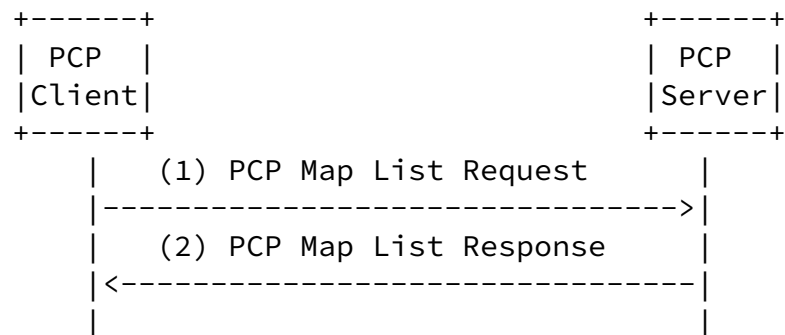 +------+                            +------+
| PCP  |                            | PCP  |
|Client|                            |Server|
+------+                            +------+
    |   (1) PCP Map List Request       |
    |--------------------------------->|
    |   (2) PCP Map List Response      |
    |<---------------------------------|
    |                                  |